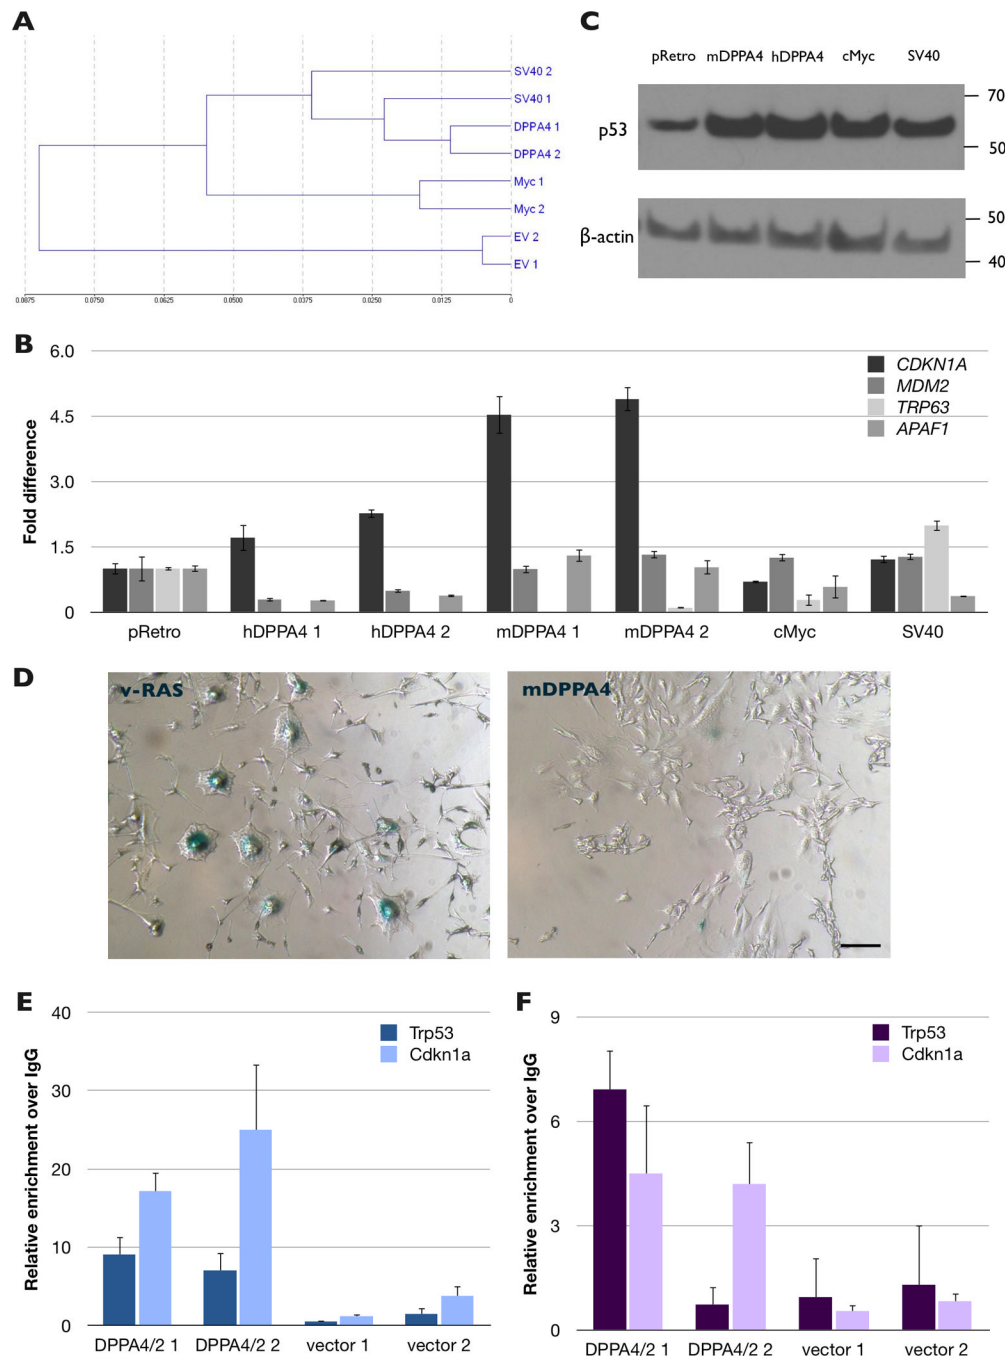 A
SV40 2
SV40 1
DPPA4 1
DPPA4 2
Myc 1
Myc 2
EV 2
EV 1
0.0875 0.0750 0.0625 0.0500 0.0375 0.0250 0.0125 0
C
pRetro mDPPA4 hDPPA4 cMyc SV40
p53
70
50
β-actin
50
40
B
Fold difference
6.0
4.5
3.0
1.5
0
CDKN1A
MDM2
TRP63
APAF1
pRetro hDPPA4 1 hDPPA4 2 mDPPA4 1 mDPPA4 2 cMyc SV40
D
v-RAS
mDPPA4
E
Relative enrichment over IgG
40
30
20
10
0
Trp53
Cdkn1a
DPPA4/2 1 DPPA4/2 2 vector 1 vector 2
F
Relative enrichment over IgG
9
6
3
0
Trp53
Cdkn1a
DPPA4/2 1 DPPA4/2 2 vector 1 vector 2